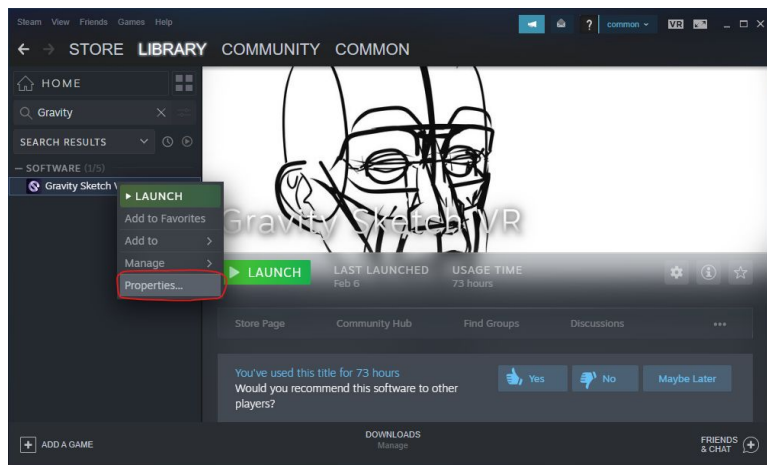 Steam View Friends Games Help
? common VR
STORE LIBRARY COMMUNITY COMMON
HOME
Gravity
SEARCH RESULTS
SOFTWARE (1/5)
Gravity Sketch V
LAUNCH
Add to Favorites
Add to
Manage
Properties...
Gravity Sketch VR
LAUNCH
LAST LAUNCHED
Feb 6
USAGE TIME
73 hours
Store Page Community Hub Find Groups Discussions
You've used this title for 73 hours
Would you recommend this software to other
players?
Yes No Maybe Later
ADD A GAME
DOWNLOADS
Manage
FRIENDS
& CHAT